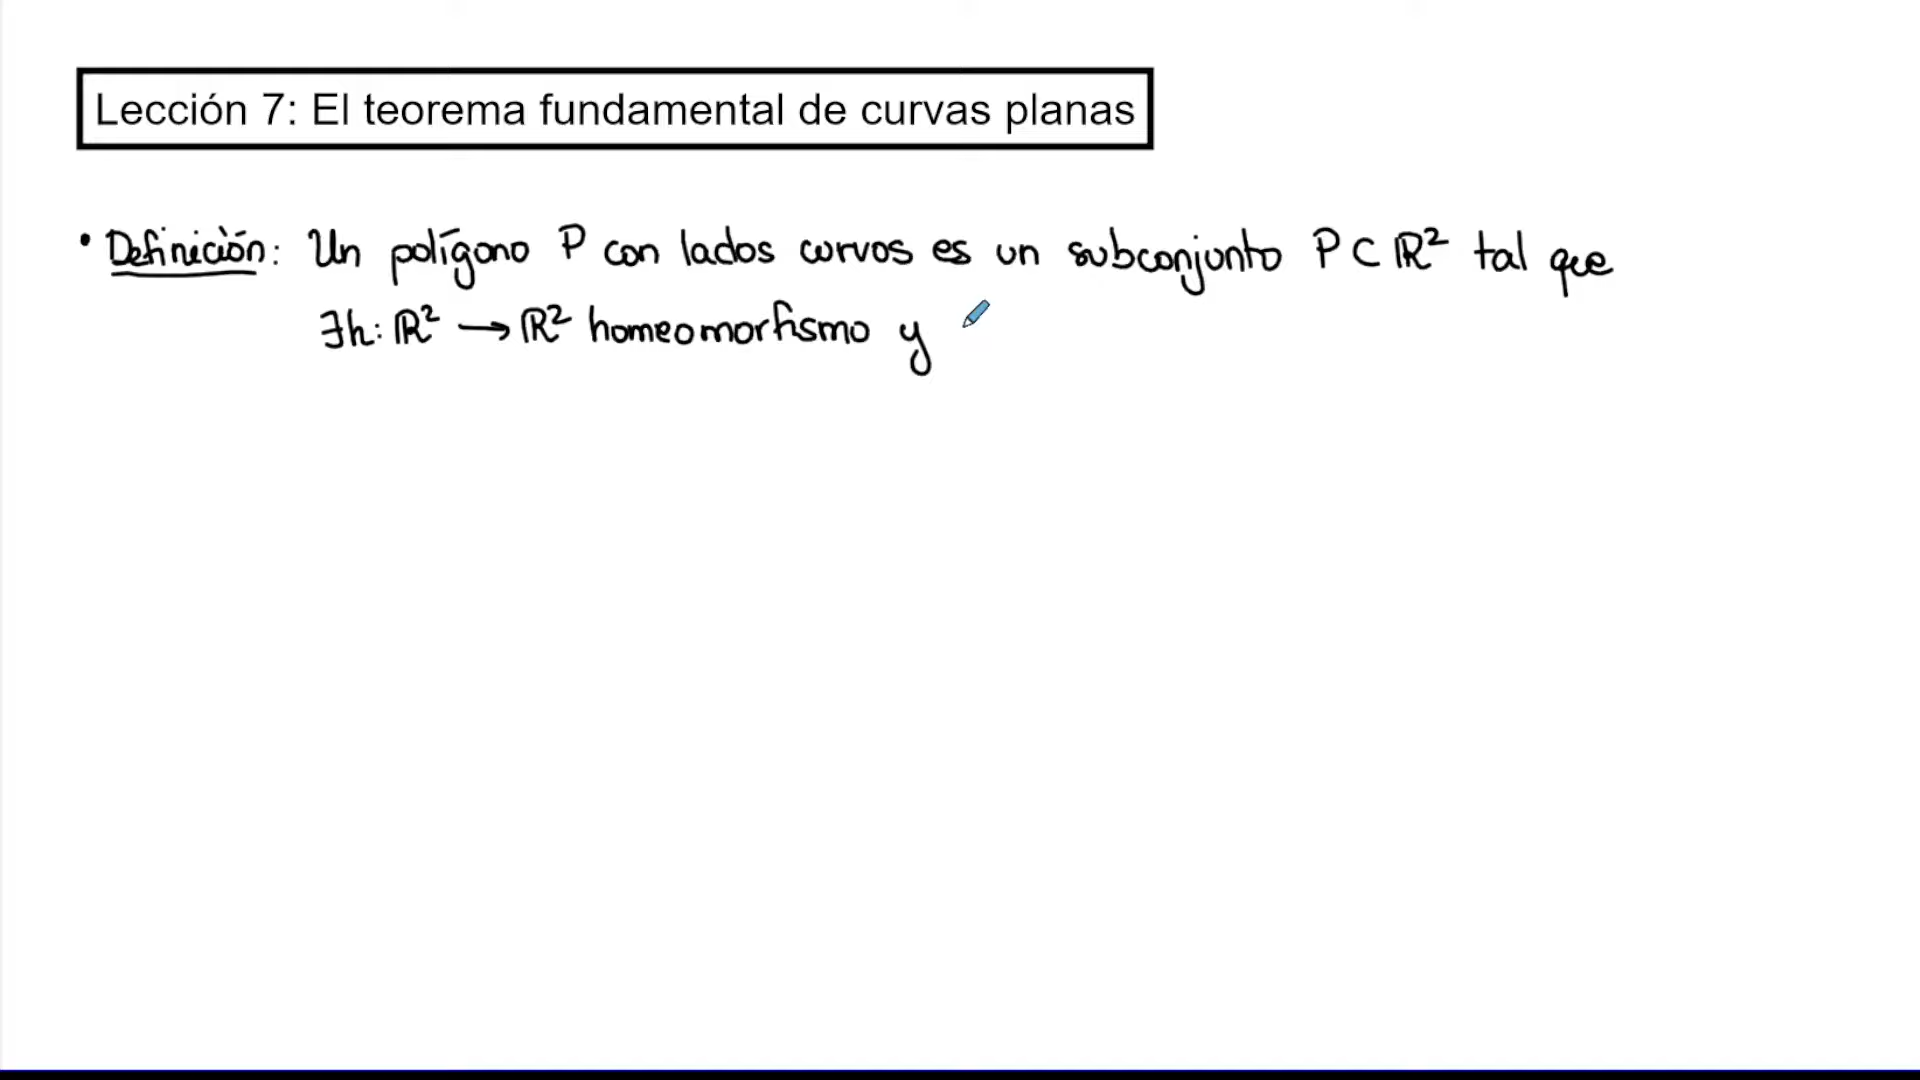 Lección 7: El teorema fundamental de curvas planas
• Definición: Un polígono P con lados curvos es un subconjunto P ⊂ ℝ² tal que
∃h: ℝ² ⟶ ℝ² homeomorfismo y